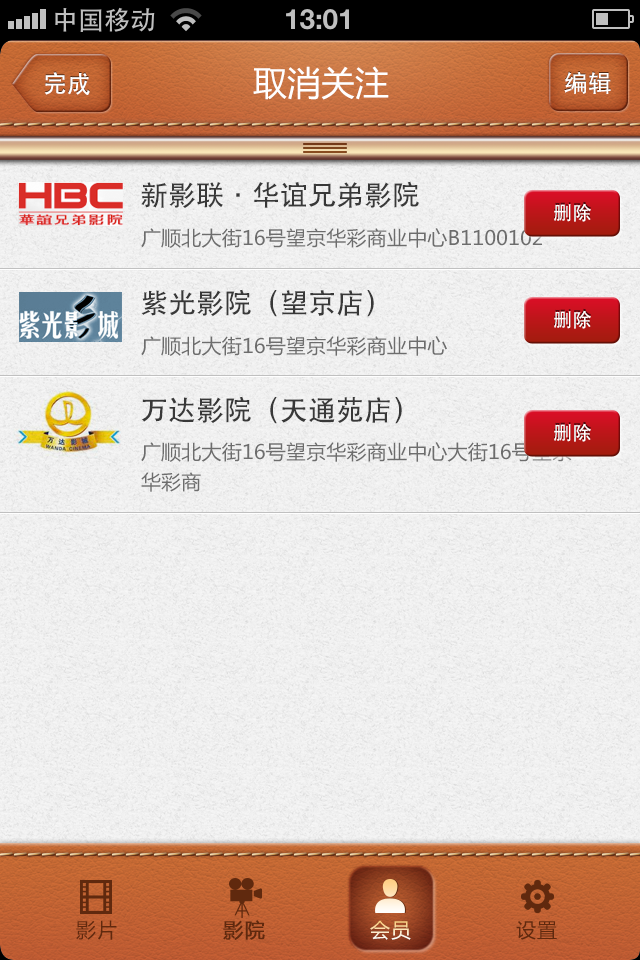 中国移动
13:01
完成
取消关注
编辑
HBC
華誼兄弟影院
新影联 · 华谊兄弟影院
广顺北大街16号望京华彩商业中心B1100102
删除
紫光影城
紫光影院（望京店）
广顺北大街16号望京华彩商业中心
删除
万达影院
WANDA CINEMA
万达影院（天通苑店）
广顺北大街16号望京华彩商业中心大街16号望京
华彩商
删除
影片
影院
会员
设置